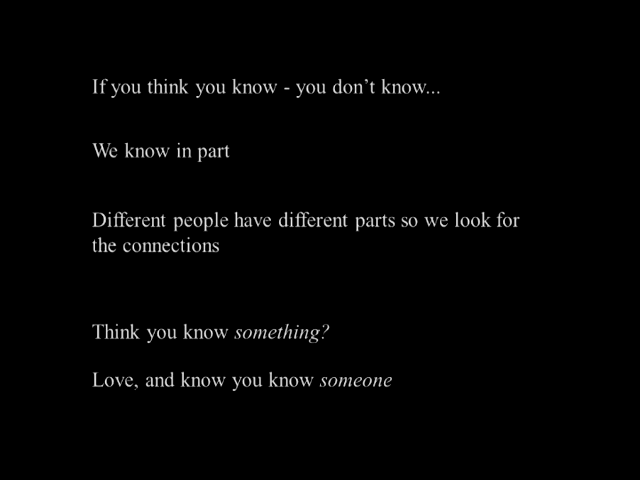 If you think you know - you don't know...
We know in part
Different people have different parts so we look for
the connections
Think you know something?
Love, and know you know someone